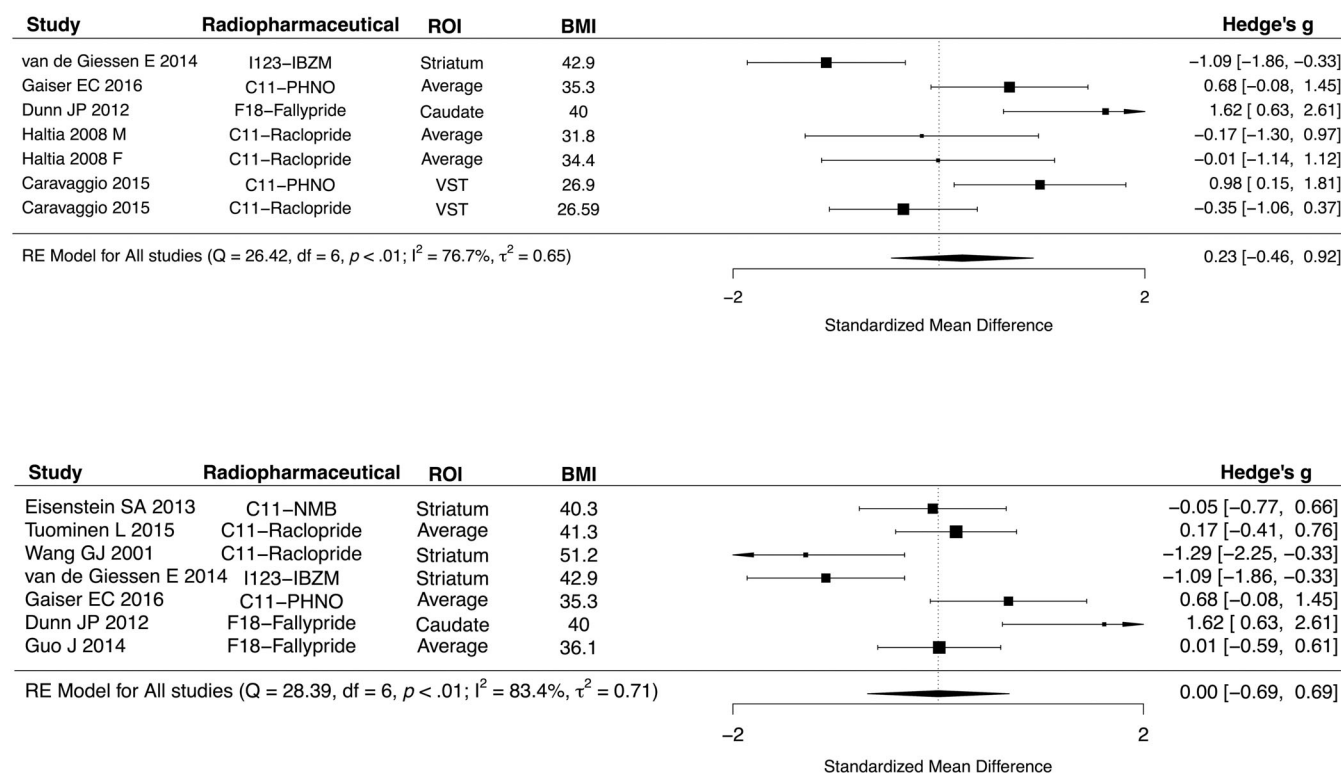 Study Radiopharmaceutical ROI BMI Hedge's g
van de Giessen E 2014 I123−IBZM Striatum 42.9 −1.09 [−1.86, −0.33]
Gaiser EC 2016 C11−PHNO Average 35.3 0.68 [−0.08, 1.45]
Dunn JP 2012 F18−Fallypride Caudate 40 1.62 [ 0.63, 2.61]
Haltia 2008 M C11−Raclopride Average 31.8 −0.17 [−1.30, 0.97]
Haltia 2008 F C11−Raclopride Average 34.4 −0.01 [−1.14, 1.12]
Caravaggio 2015 C11−PHNO VST 26.9 0.98 [ 0.15, 1.81]
Caravaggio 2015 C11−Raclopride VST 26.59 −0.35 [−1.06, 0.37]
RE Model for All studies (Q = 26.42, df = 6, p < .01; I² = 76.7%, τ² = 0.65) 0.23 [−0.46, 0.92]
−2 2
Standardized Mean Difference
Study Radiopharmaceutical ROI BMI Hedge's g
Eisenstein SA 2013 C11−NMB Striatum 40.3 −0.05 [−0.77, 0.66]
Tuominen L 2015 C11−Raclopride Average 41.3 0.17 [−0.41, 0.76]
Wang GJ 2001 C11−Raclopride Striatum 51.2 −1.29 [−2.25, −0.33]
van de Giessen E 2014 I123−IBZM Striatum 42.9 −1.09 [−1.86, −0.33]
Gaiser EC 2016 C11−PHNO Average 35.3 0.68 [−0.08, 1.45]
Dunn JP 2012 F18−Fallypride Caudate 40 1.62 [ 0.63, 2.61]
Guo J 2014 F18−Fallypride Average 36.1 0.01 [−0.59, 0.61]
RE Model for All studies (Q = 28.39, df = 6, p < .01; I² = 83.4%, τ² = 0.71) 0.00 [−0.69, 0.69]
−2 2
Standardized Mean Difference